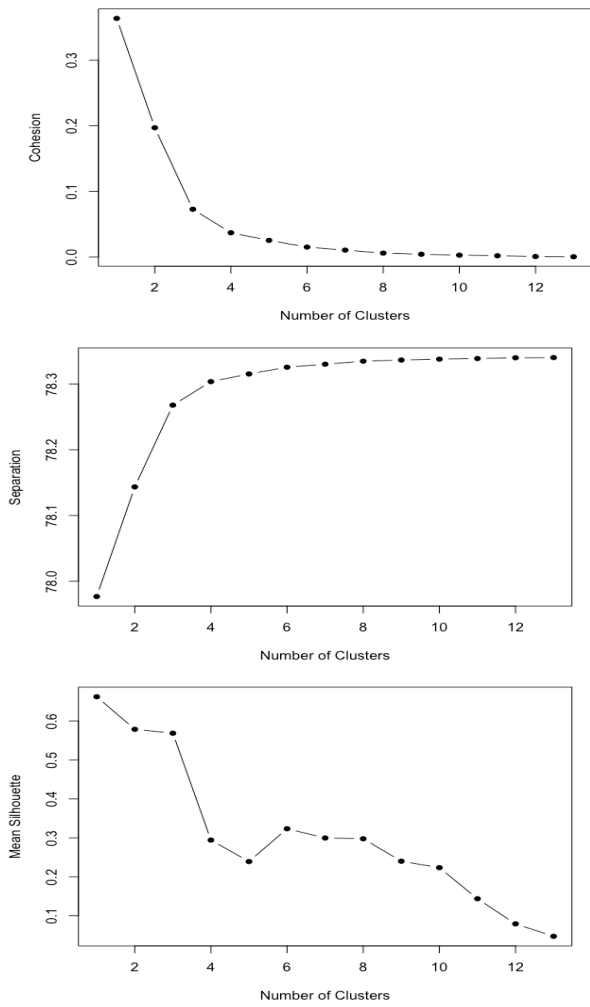 Cohesion
0.3
0.2
0.1
0.0
2 4 6 8 10 12
Number of Clusters
Separation
78.3
78.2
78.1
78.0
2 4 6 8 10 12
Number of Clusters
Mean Silhouette
0.6
0.5
0.4
0.3
0.2
0.1
2 4 6 8 10 12
Number of Clusters